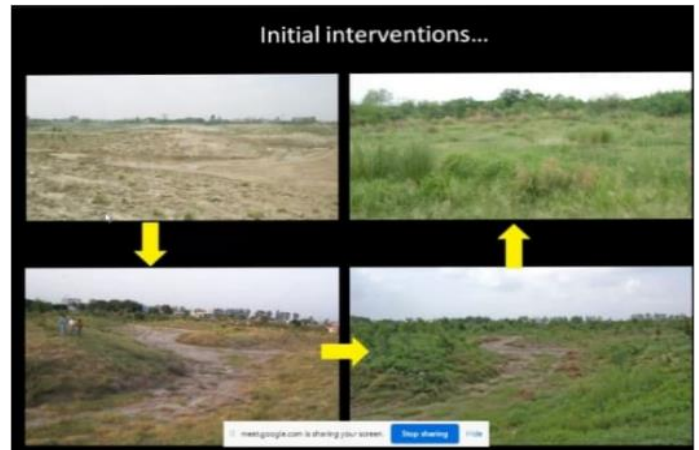 Initial interventions...
meet.google.com is sharing your screen. Stop sharing Hide